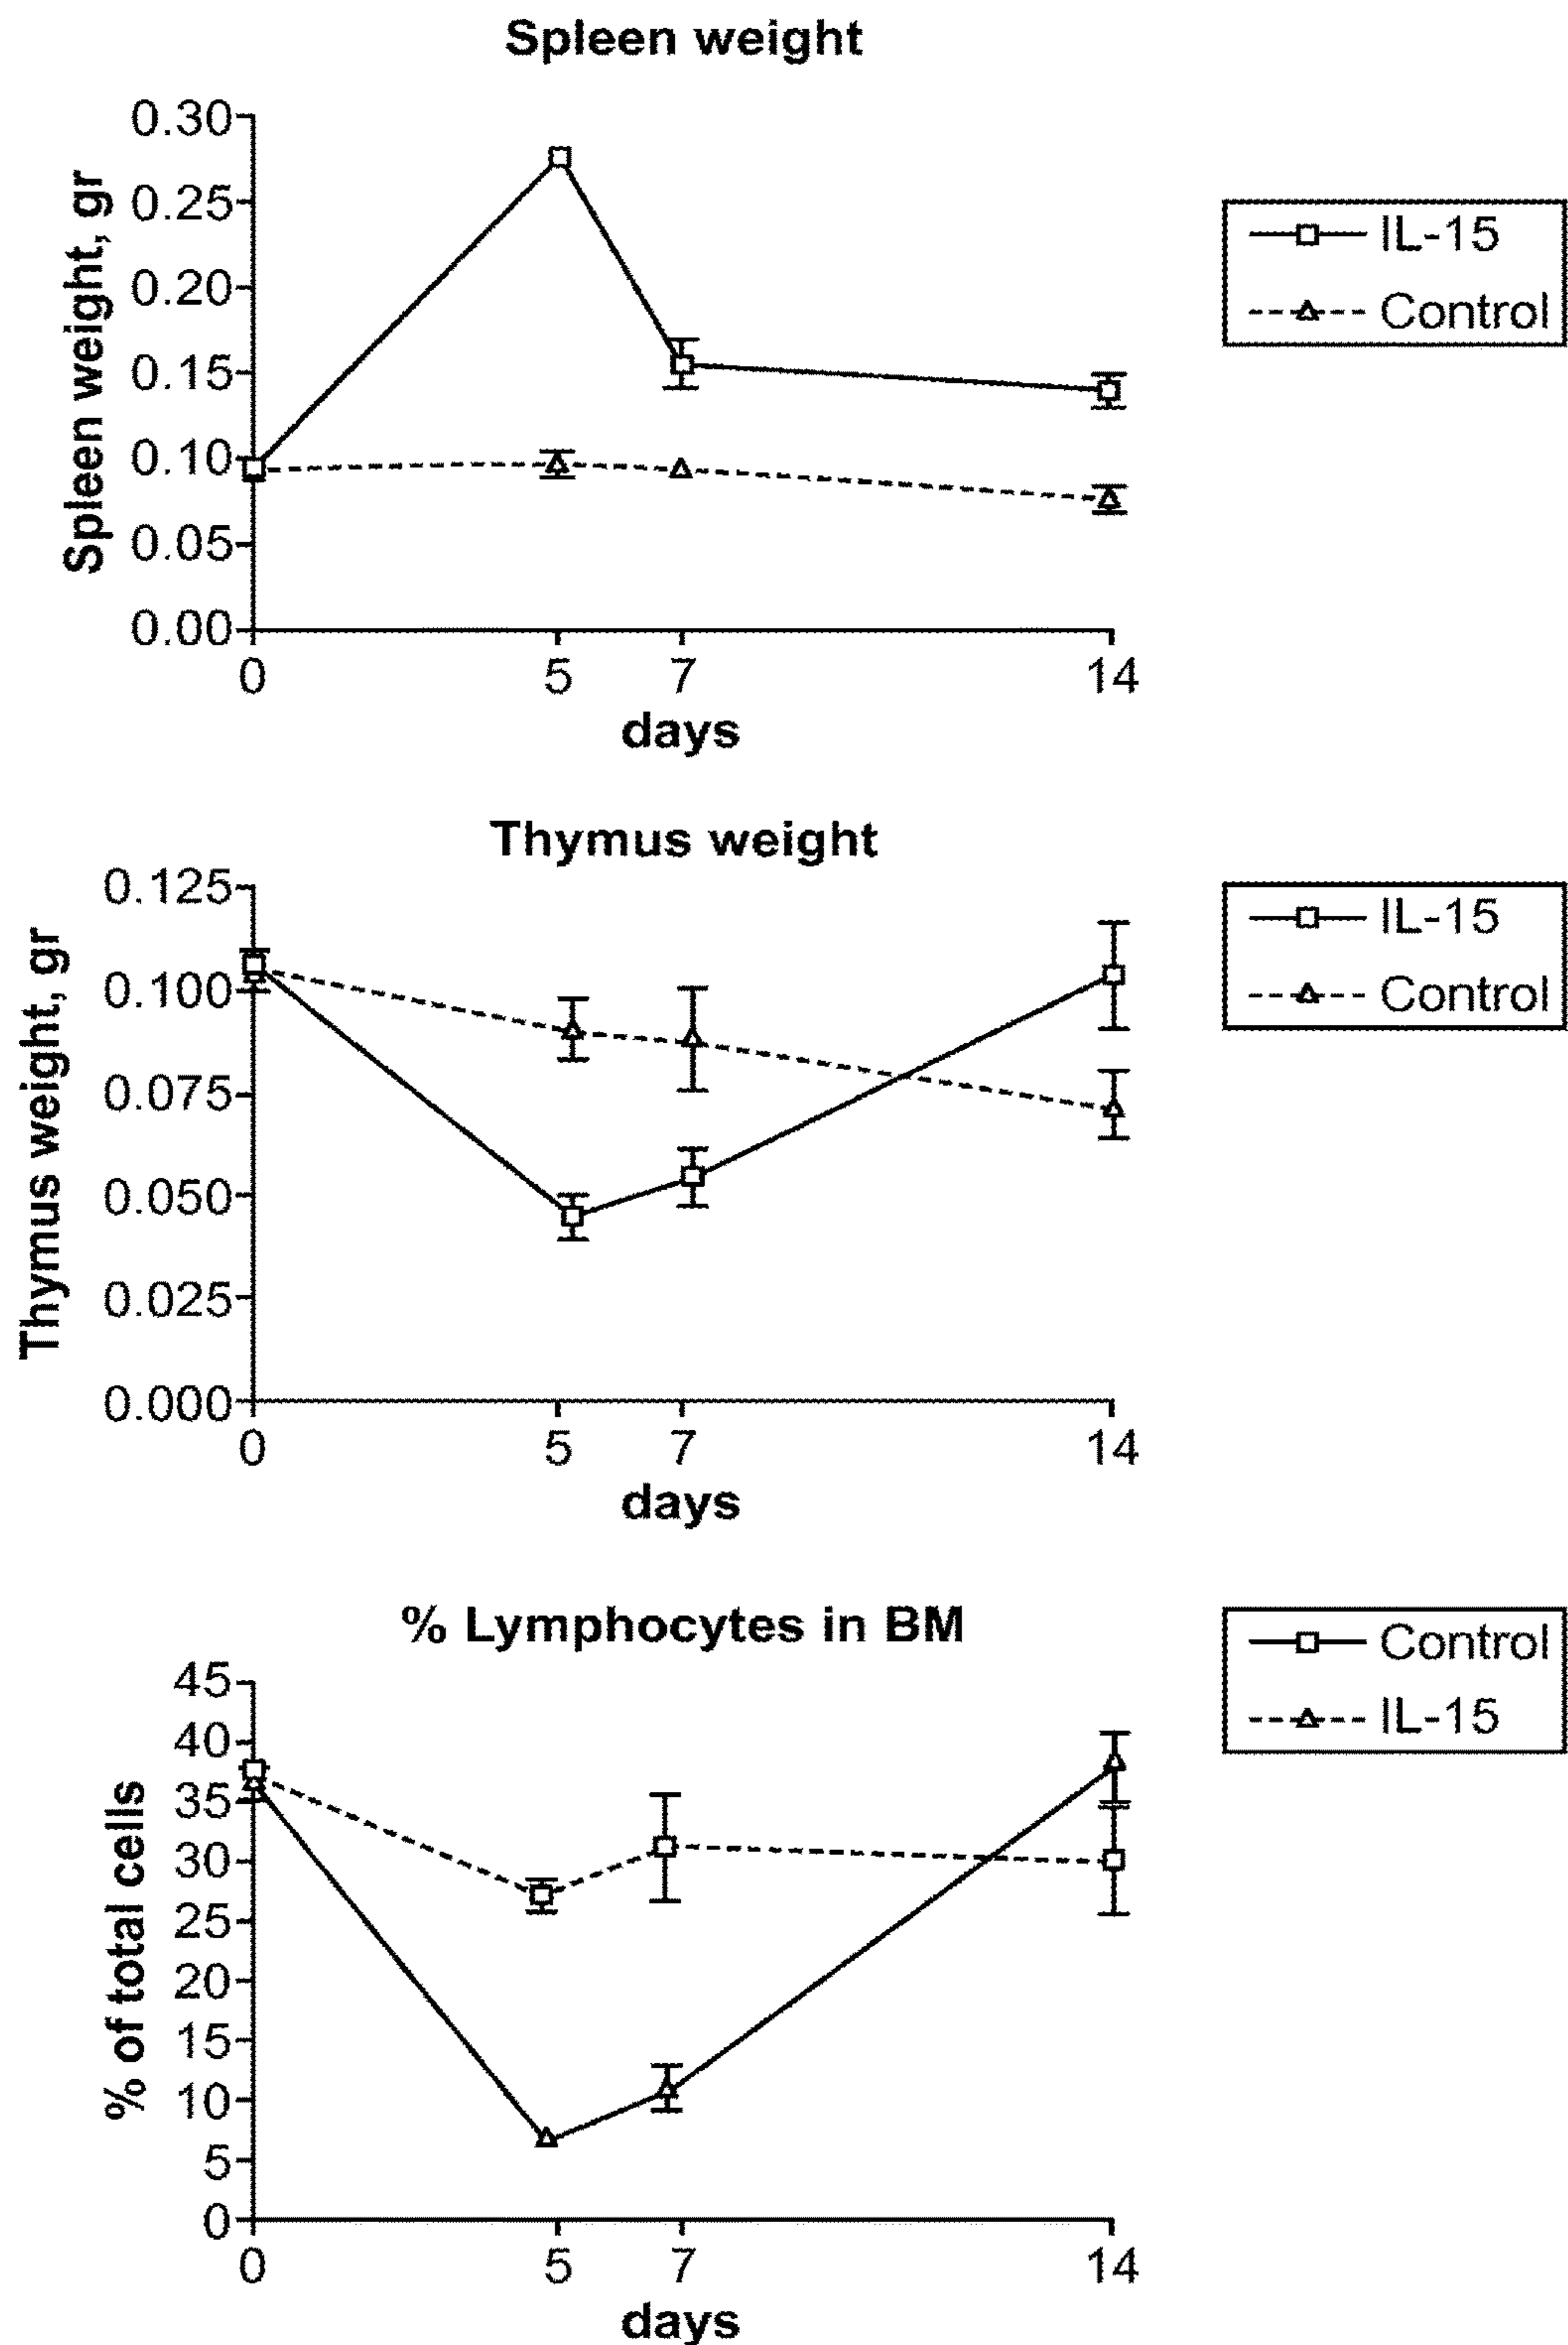 Spleen weight
0.30
0.25
0.20
0.15
0.10
0.05
0.00
Spleen weight, gr
0 5 7 14
days
IL-15
Control
Thymus weight
0.125
0.100
0.075
0.050
0.025
0.000
Thymus weight, gr
0 5 7 14
days
IL-15
Control
% Lymphocytes in BM
45
40
35
30
25
20
15
10
5
0
% of total cells
0 5 7 14
days
Control
IL-15